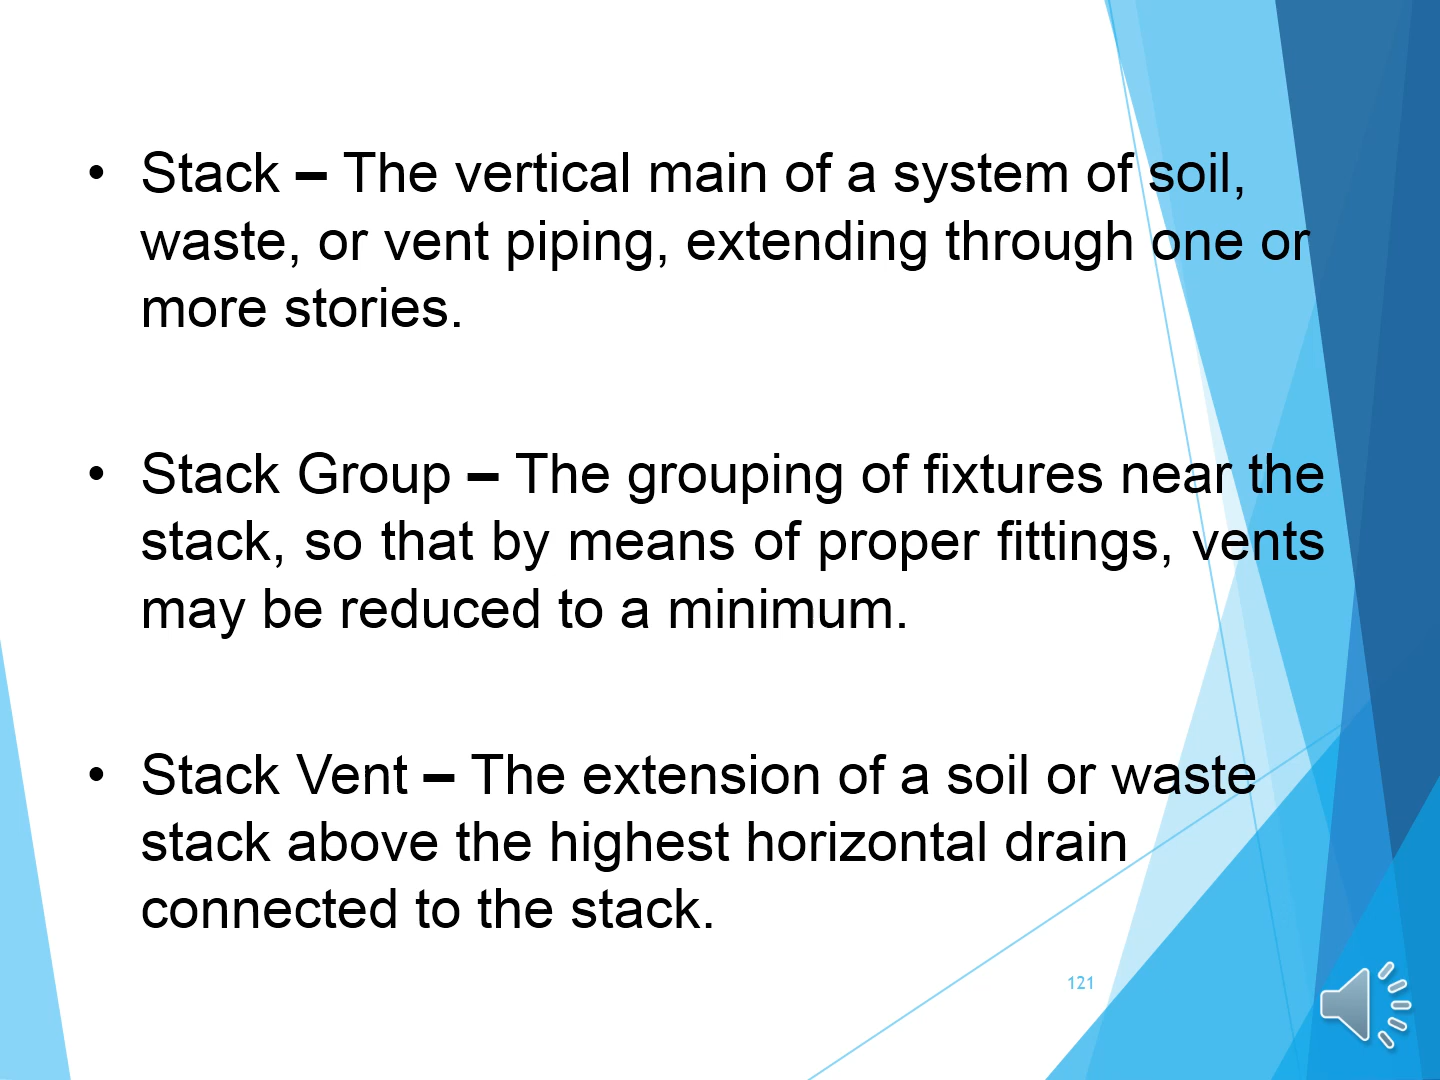 • Stack – The vertical main of a system of soil,
waste, or vent piping, extending through one or
more stories.
• Stack Group – The grouping of fixtures near the
stack, so that by means of proper fittings, vents
may be reduced to a minimum.
• Stack Vent – The extension of a soil or waste
stack above the highest horizontal drain
connected to the stack.
121